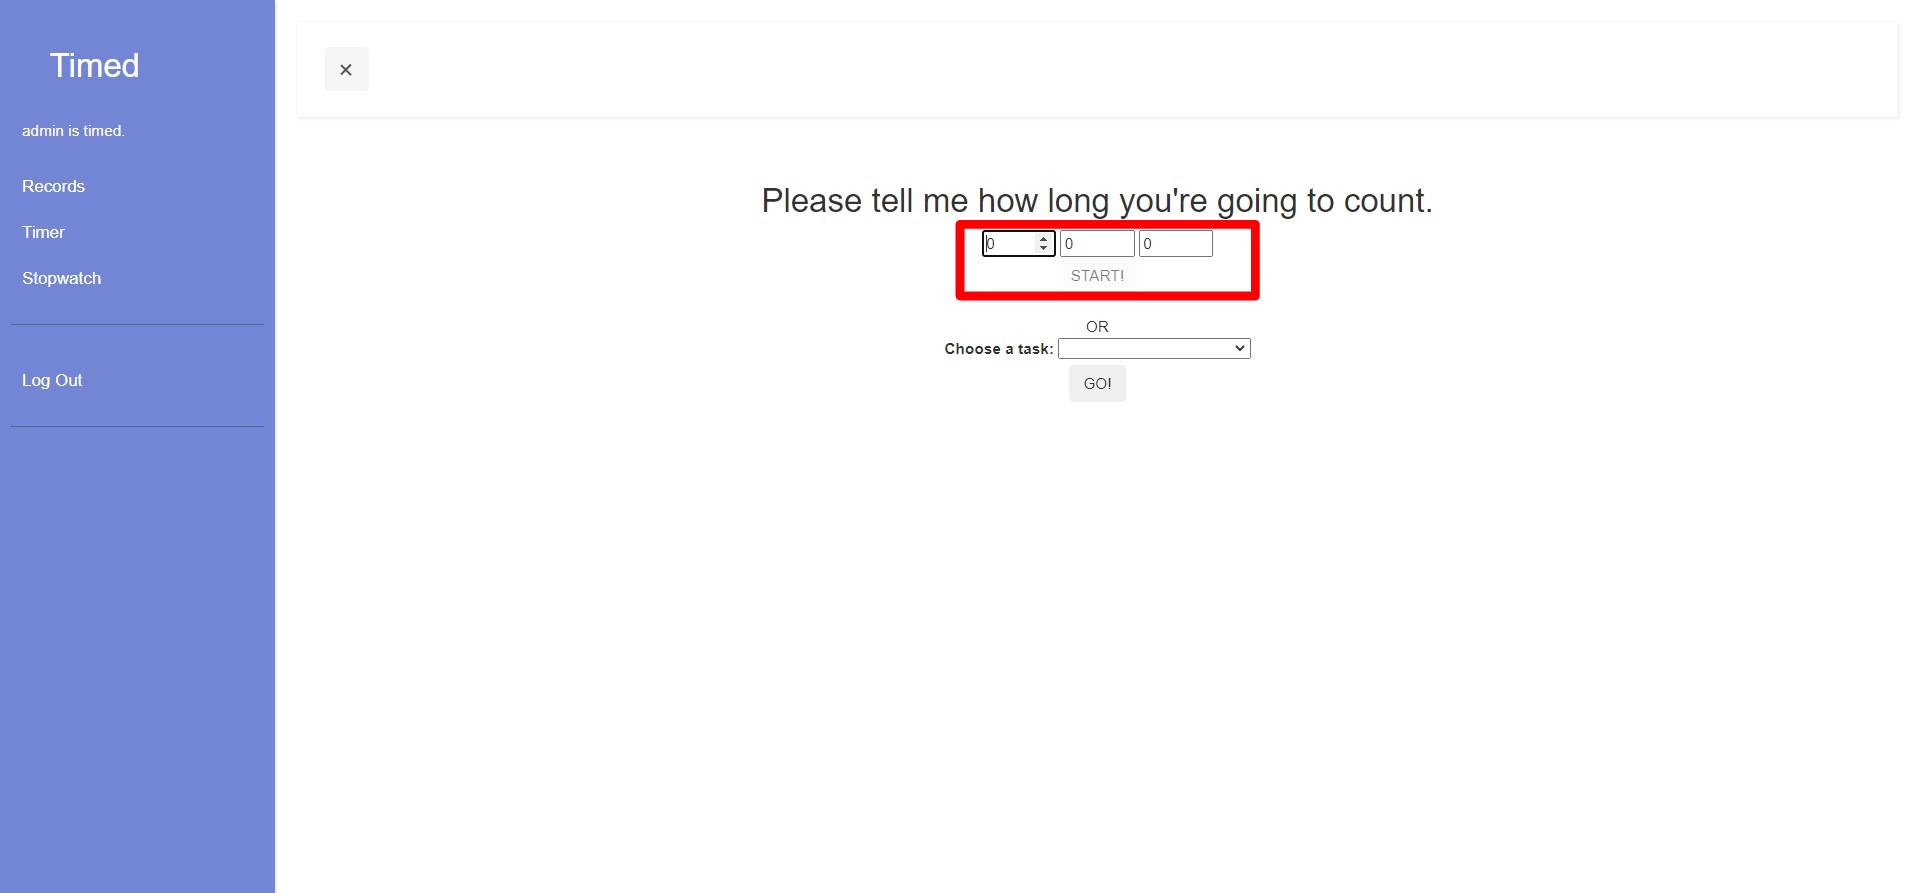 Timed
admin is timed.
Records
Timer
Stopwatch
Log Out
×
Please tell me how long you're going to count.
0 0 0
START!
OR
Choose a task:
GO!